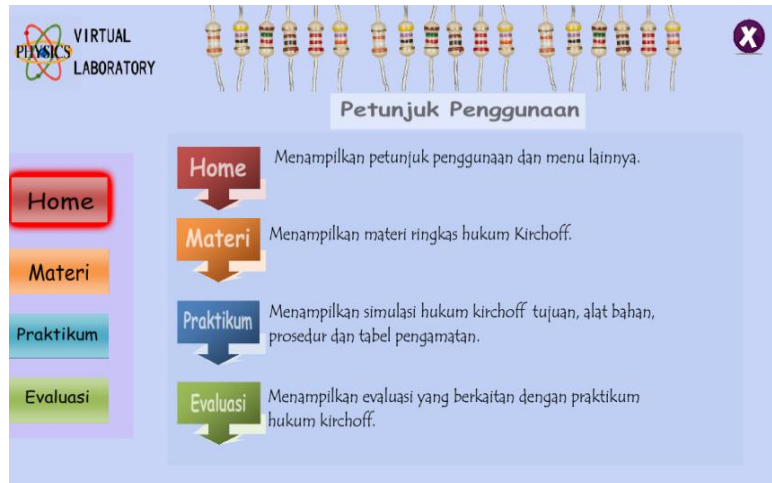 PHYSICS
VIRTUAL
LABORATORY
X
Petunjuk Penggunaan
Home
Materi
Praktikum
Evaluasi
Home
Menampilkan petunjuk penggunaan dan menu lainnya.
Materi
Menampilkan materi ringkas hukum Kirchoff.
Praktikum
Menampilkan simulasi hukum kirchoff tujuan, alat bahan,
prosedur dan tabel pengamatan.
Evaluasi
Menampilkan evaluasi yang berkaitan dengan praktikum
hukum kirchoff.